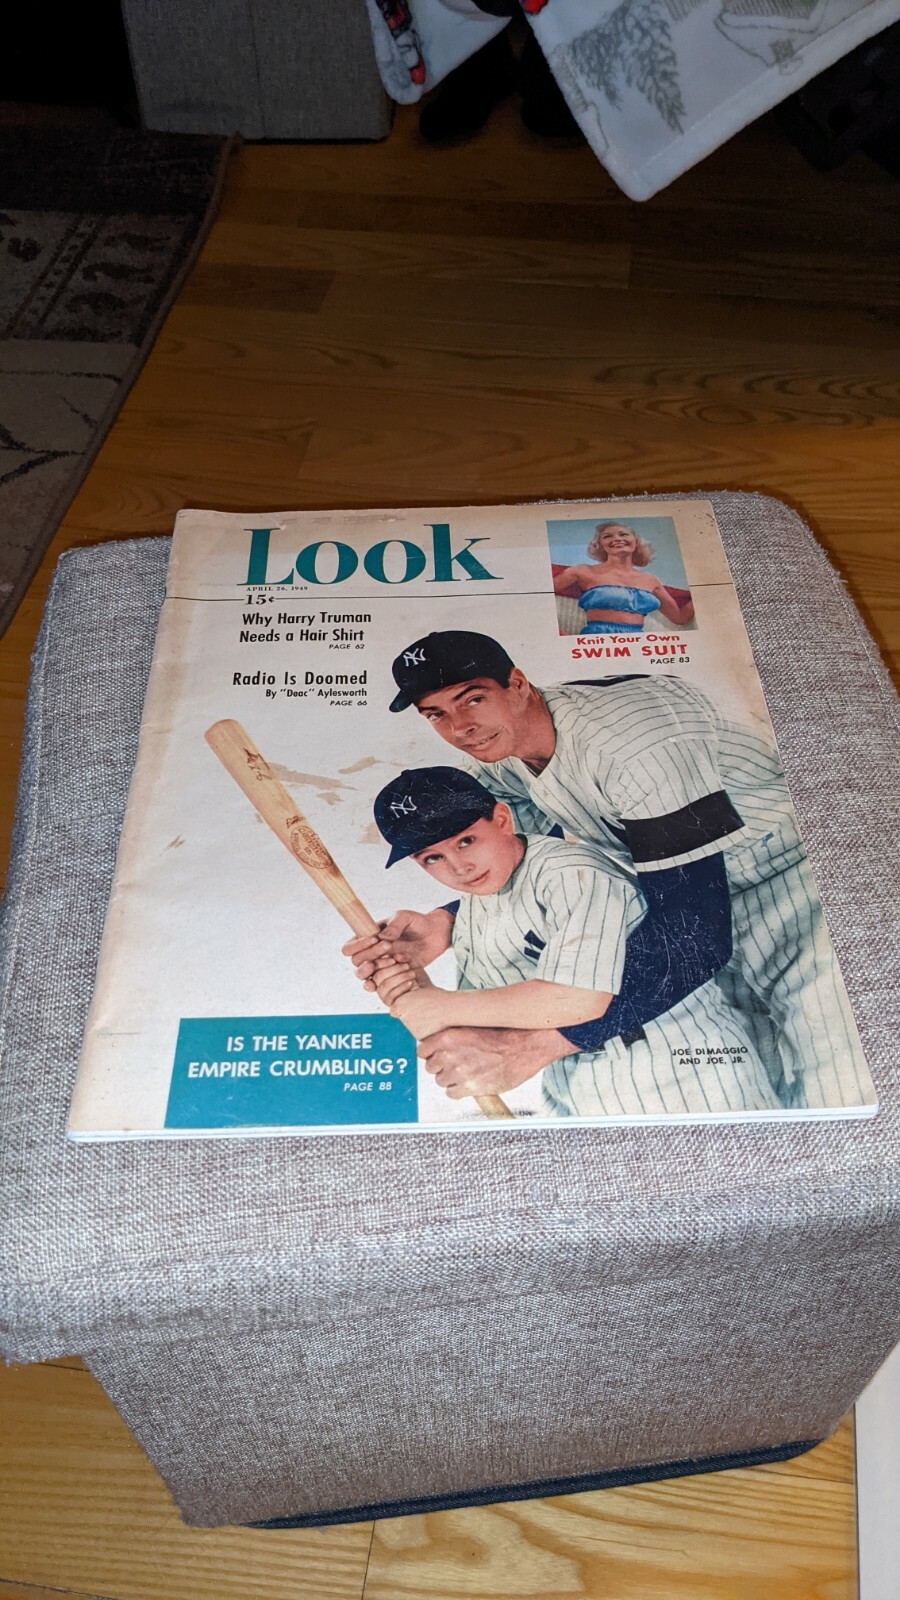 Look
APRIL 26, 1949
15¢
Why Harry Truman
Needs a Hair Shirt
PAGE 62
Radio Is Doomed
By "Deac" Aylesworth
PAGE 66
Knit Your Own
SWIM SUIT
PAGE 83
NY
NY
IS THE YANKEE
EMPIRE CRUMBLING?
PAGE 88
JOE DIMAGGIO
AND JOE, JR.